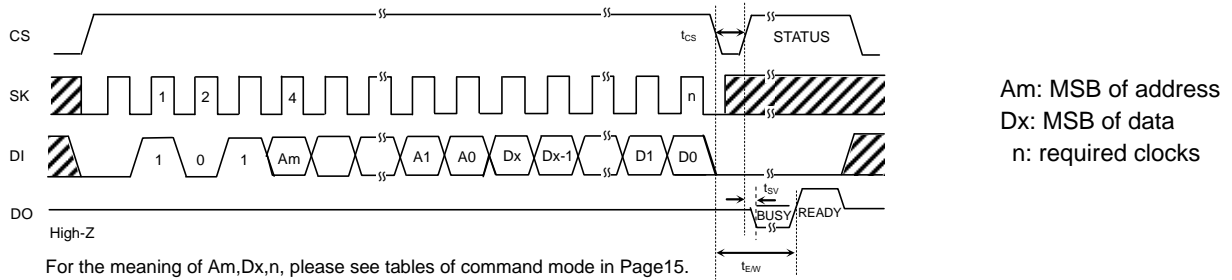 CS
tCS
STATUS
SK
1
2
4
n
Am: MSB of address
Dx: MSB of data
n: required clocks
DI
1
0
1
Am
A1
A0
Dx
Dx-1
D1
D0
tSV
DO
BUSY
READY
High-Z
tE/W
For the meaning of Am,Dx,n, please see tables of command mode in Page15.